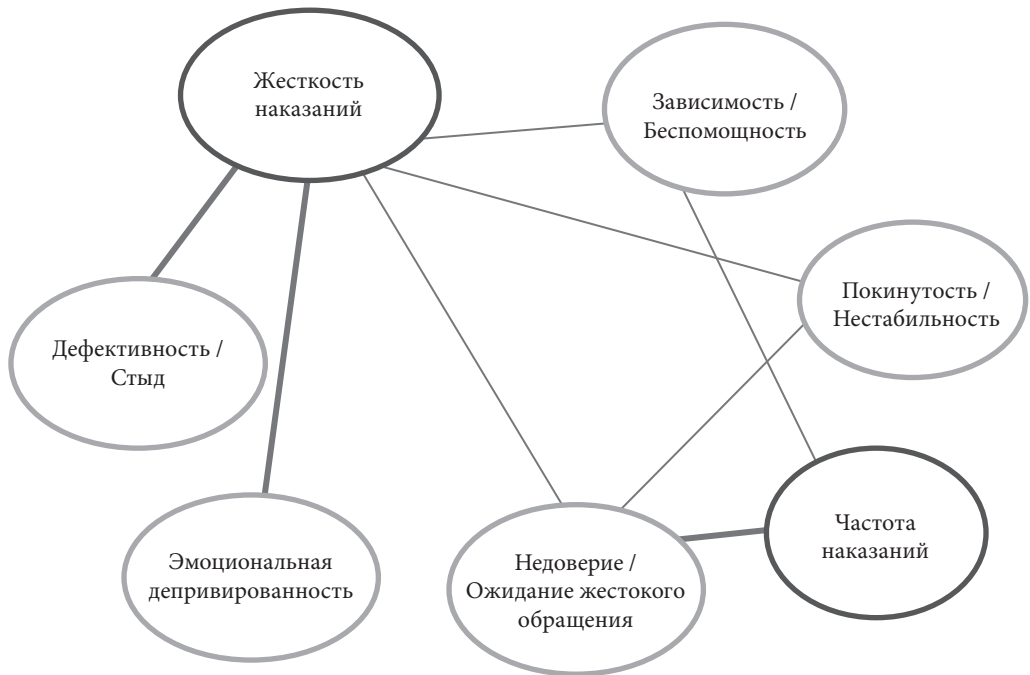 Жесткость
наказаний
Зависимость /
Беспомощность
Покинутость /
Нестабильность
Дефективность /
Стыд
Частота
наказаний
Эмоциональная
депривированность
Недоверие /
Ожидание жестокого
обращения